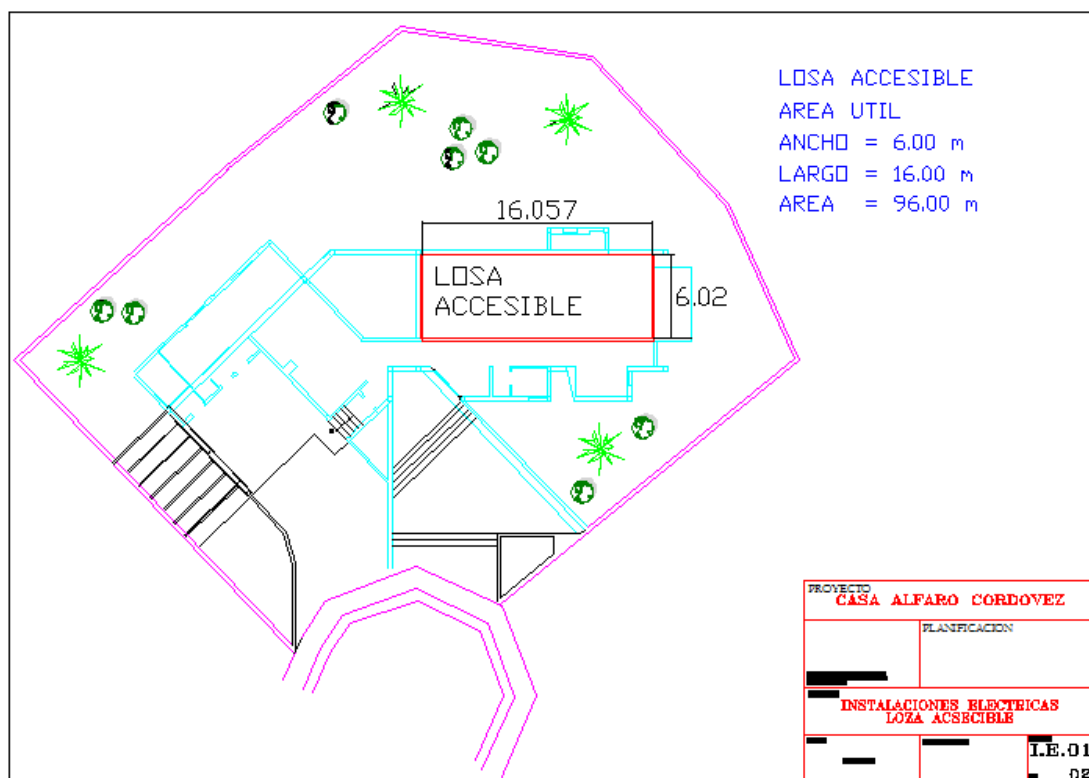 LOSA ACCESIBLE
AREA UTIL
ANCHO = 6.00 m
LARGO = 16.00 m
AREA = 96.00 m
16.057
LOSA
ACCESIBLE
6.02
PROYECTO
CASA ALFARO CORDOVEZ
PLANIFICACION
INSTALACIONES ELECTRICAS
LOZA ACSECIBLE
I.E.01
02